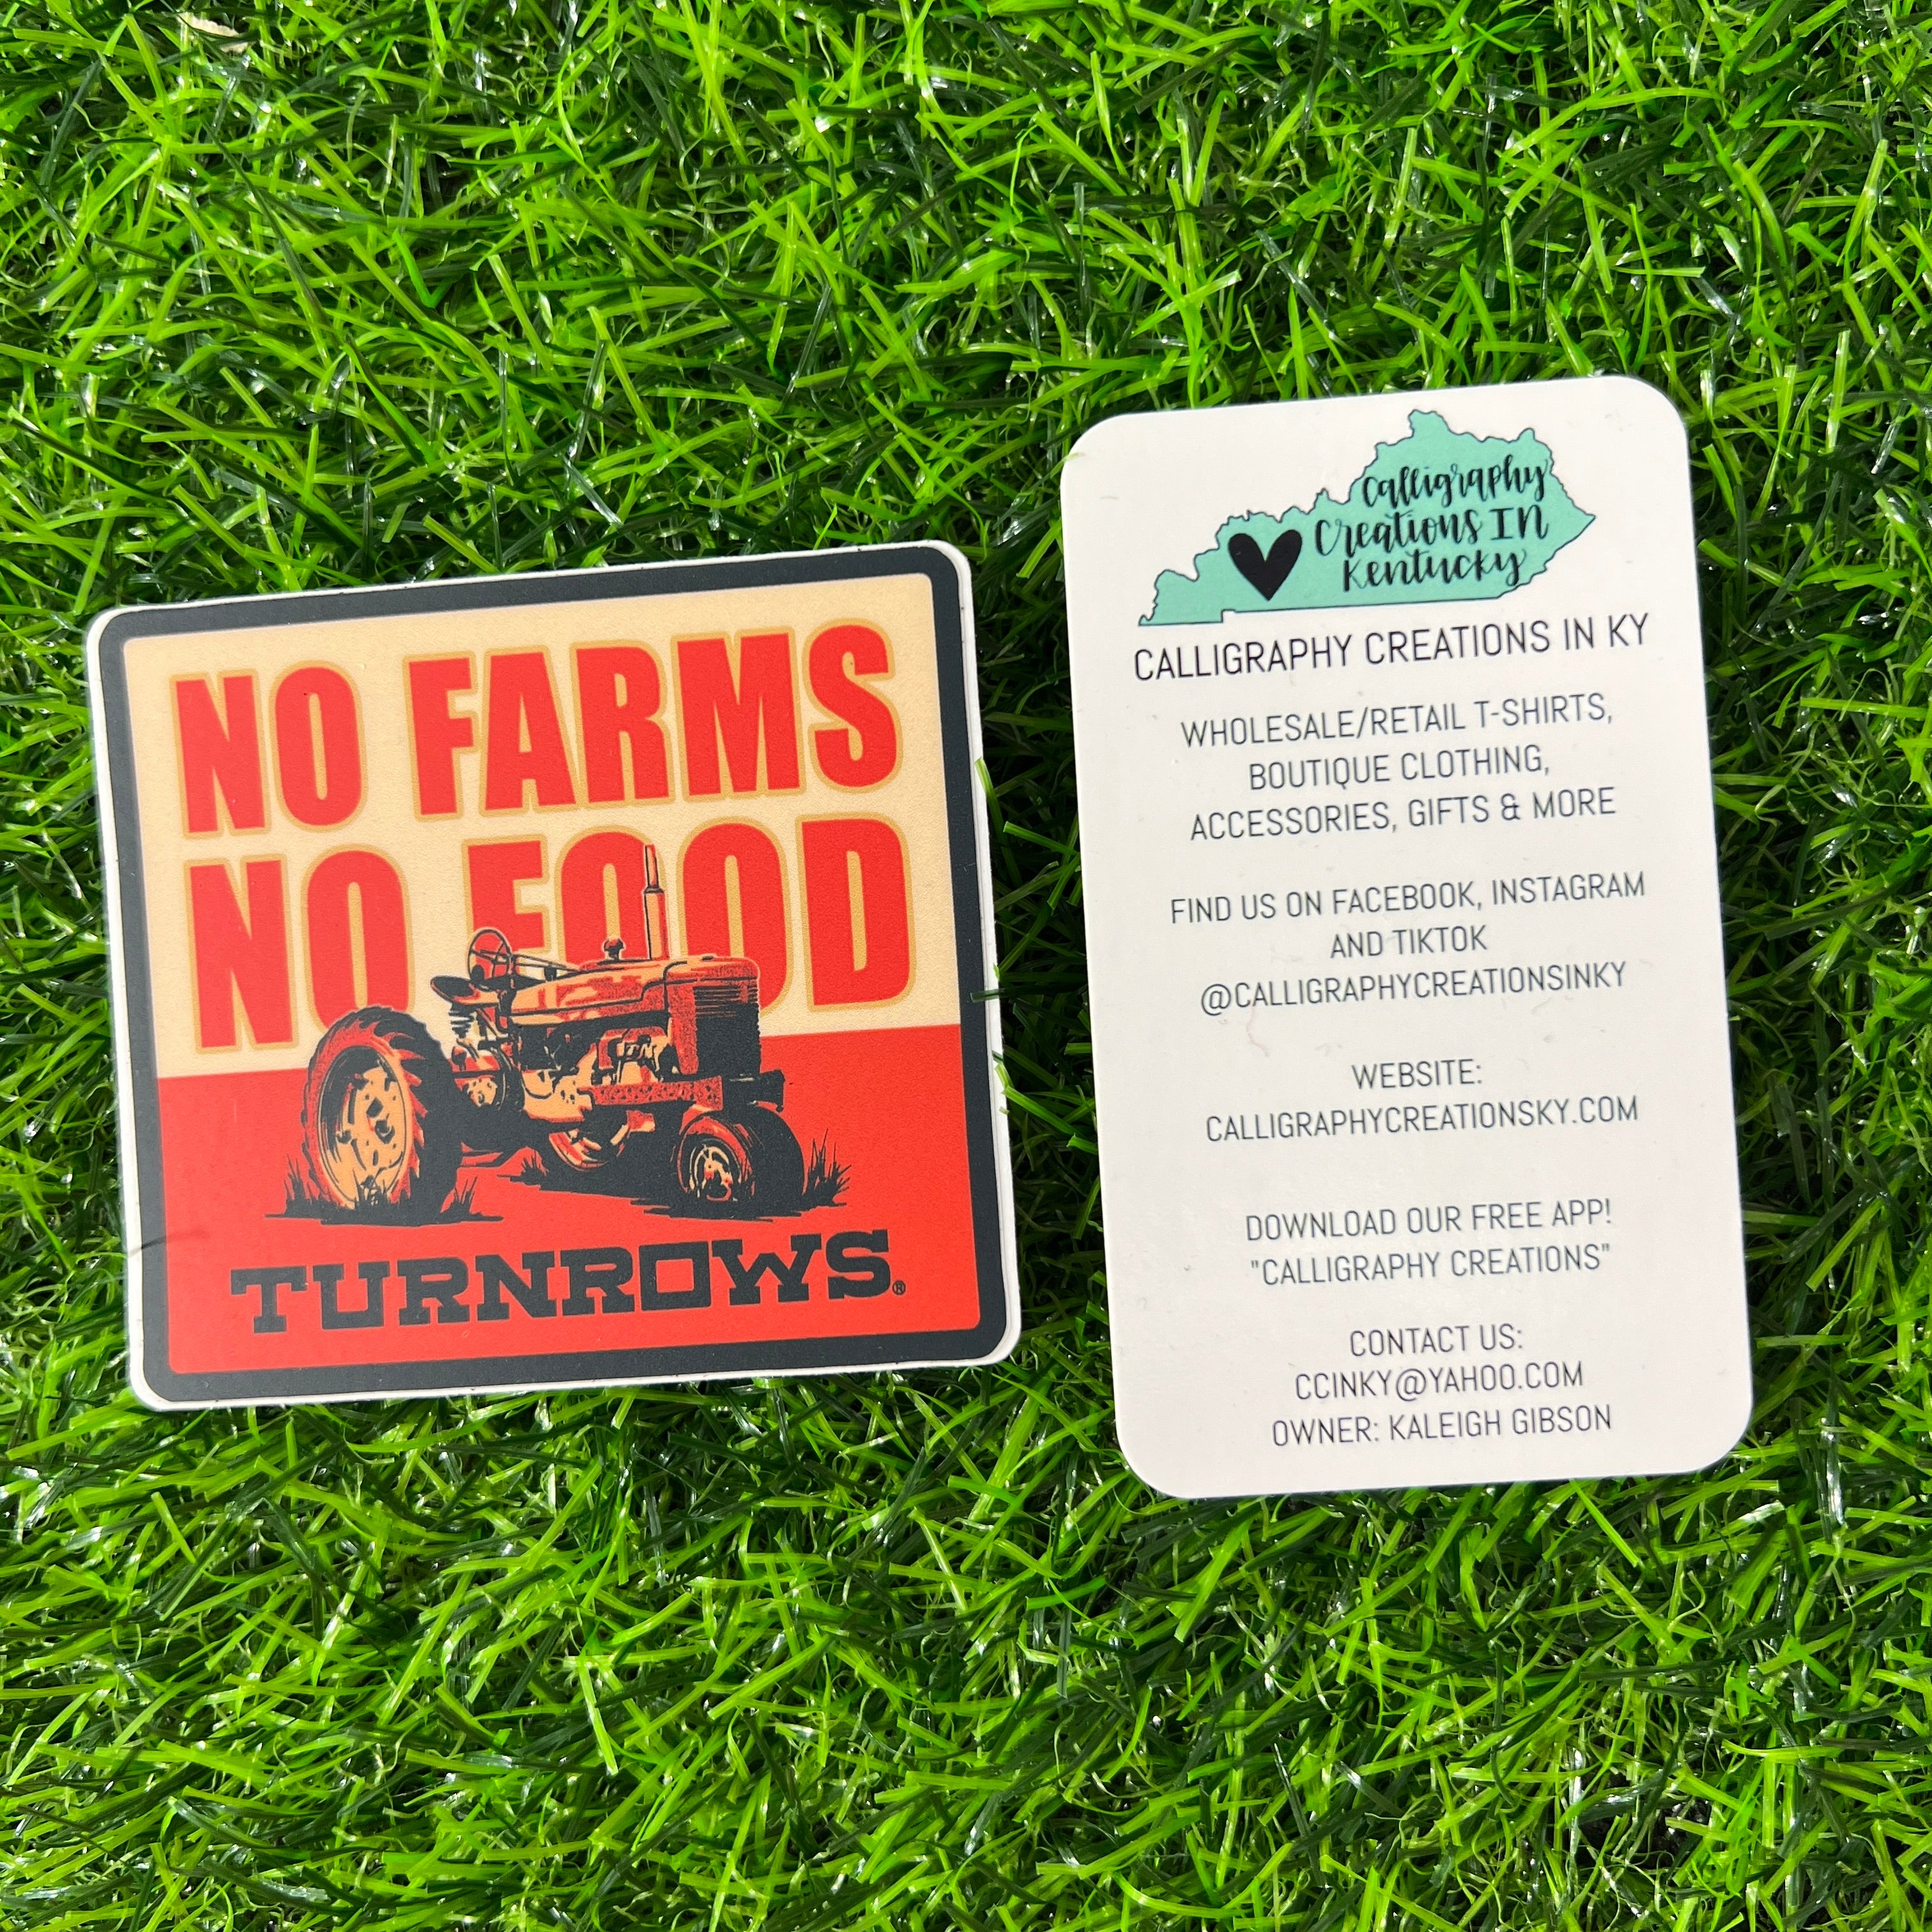 NO FARMS
NO FOOD
TURNROWS®
Calligraphy
Creations IN
Kentucky
CALLIGRAPHY CREATIONS IN KY
WHOLESALE/RETAIL T-SHIRTS,
BOUTIQUE CLOTHING,
ACCESSORIES, GIFTS & MORE
FIND US ON FACEBOOK, INSTAGRAM
AND TIKTOK
@CALLIGRAPHYCREATIONSINKY
WEBSITE:
CALLIGRAPHYCREATIONSKY.COM
DOWNLOAD OUR FREE APP!
"CALLIGRAPHY CREATIONS"
CONTACT US:
CCINKY@YAHOO.COM
OWNER: KALEIGH GIBSON